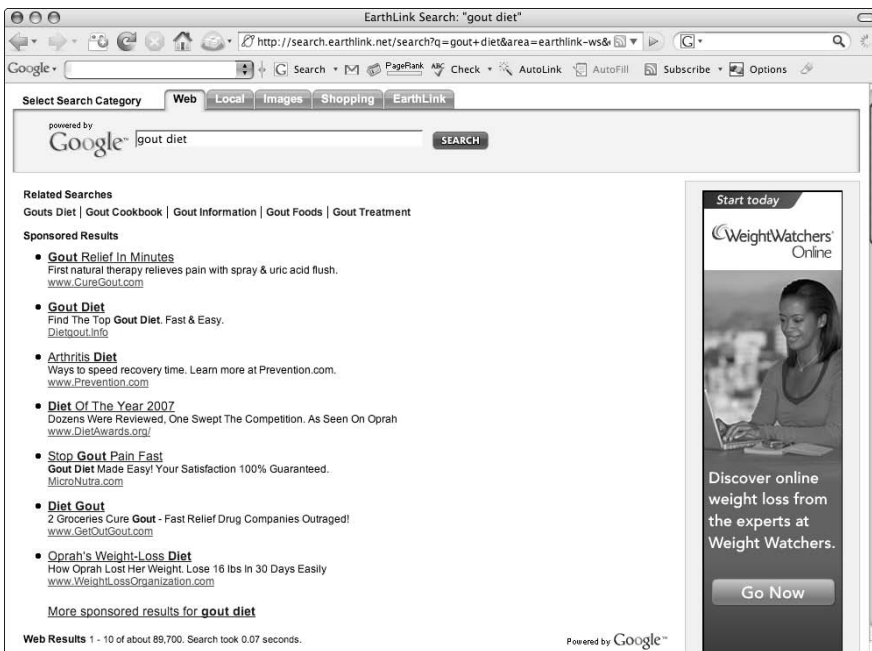 EarthLink Search: "gout diet"
http://search.earthlink.net/search?q=gout+diet&area=earthlink-ws&
G
Google
G Search
PageRank
ABC Check
AutoLink
AutoFill
Subscribe
Options
Select Search Category
Web
Local
Images
Shopping
EarthLink
powered by
Google™
gout diet
SEARCH
Related Searches
Gouts Diet | Gout Cookbook | Gout Information | Gout Foods | Gout Treatment
Sponsored Results
• Gout Relief In Minutes
First natural therapy relieves pain with spray & uric acid flush.
www.CureGout.com
• Gout Diet
Find The Top Gout Diet. Fast & Easy.
Dietgout.Info
• Arthritis Diet
Ways to speed recovery time. Learn more at Prevention.com.
www.Prevention.com
• Diet Of The Year 2007
Dozens Were Reviewed, One Swept The Competition. As Seen On Oprah
www.DietAwards.org/
• Stop Gout Pain Fast
Gout Diet Made Easy! Your Satisfaction 100% Guaranteed.
MicroNutra.com
• Diet Gout
2 Groceries Cure Gout - Fast Relief Drug Companies Outraged!
www.GetOutGout.com
• Oprah's Weight-Loss Diet
How Oprah Lost Her Weight. Lose 16 lbs In 30 Days Easily
www.WeightLossOrganization.com
More sponsored results for gout diet
Web Results 1 - 10 of about 89,700. Search took 0.07 seconds.
Powered by Google™
Start today
WeightWatchers®
Online
Discover online
weight loss from
the experts at
Weight Watchers.
Go Now